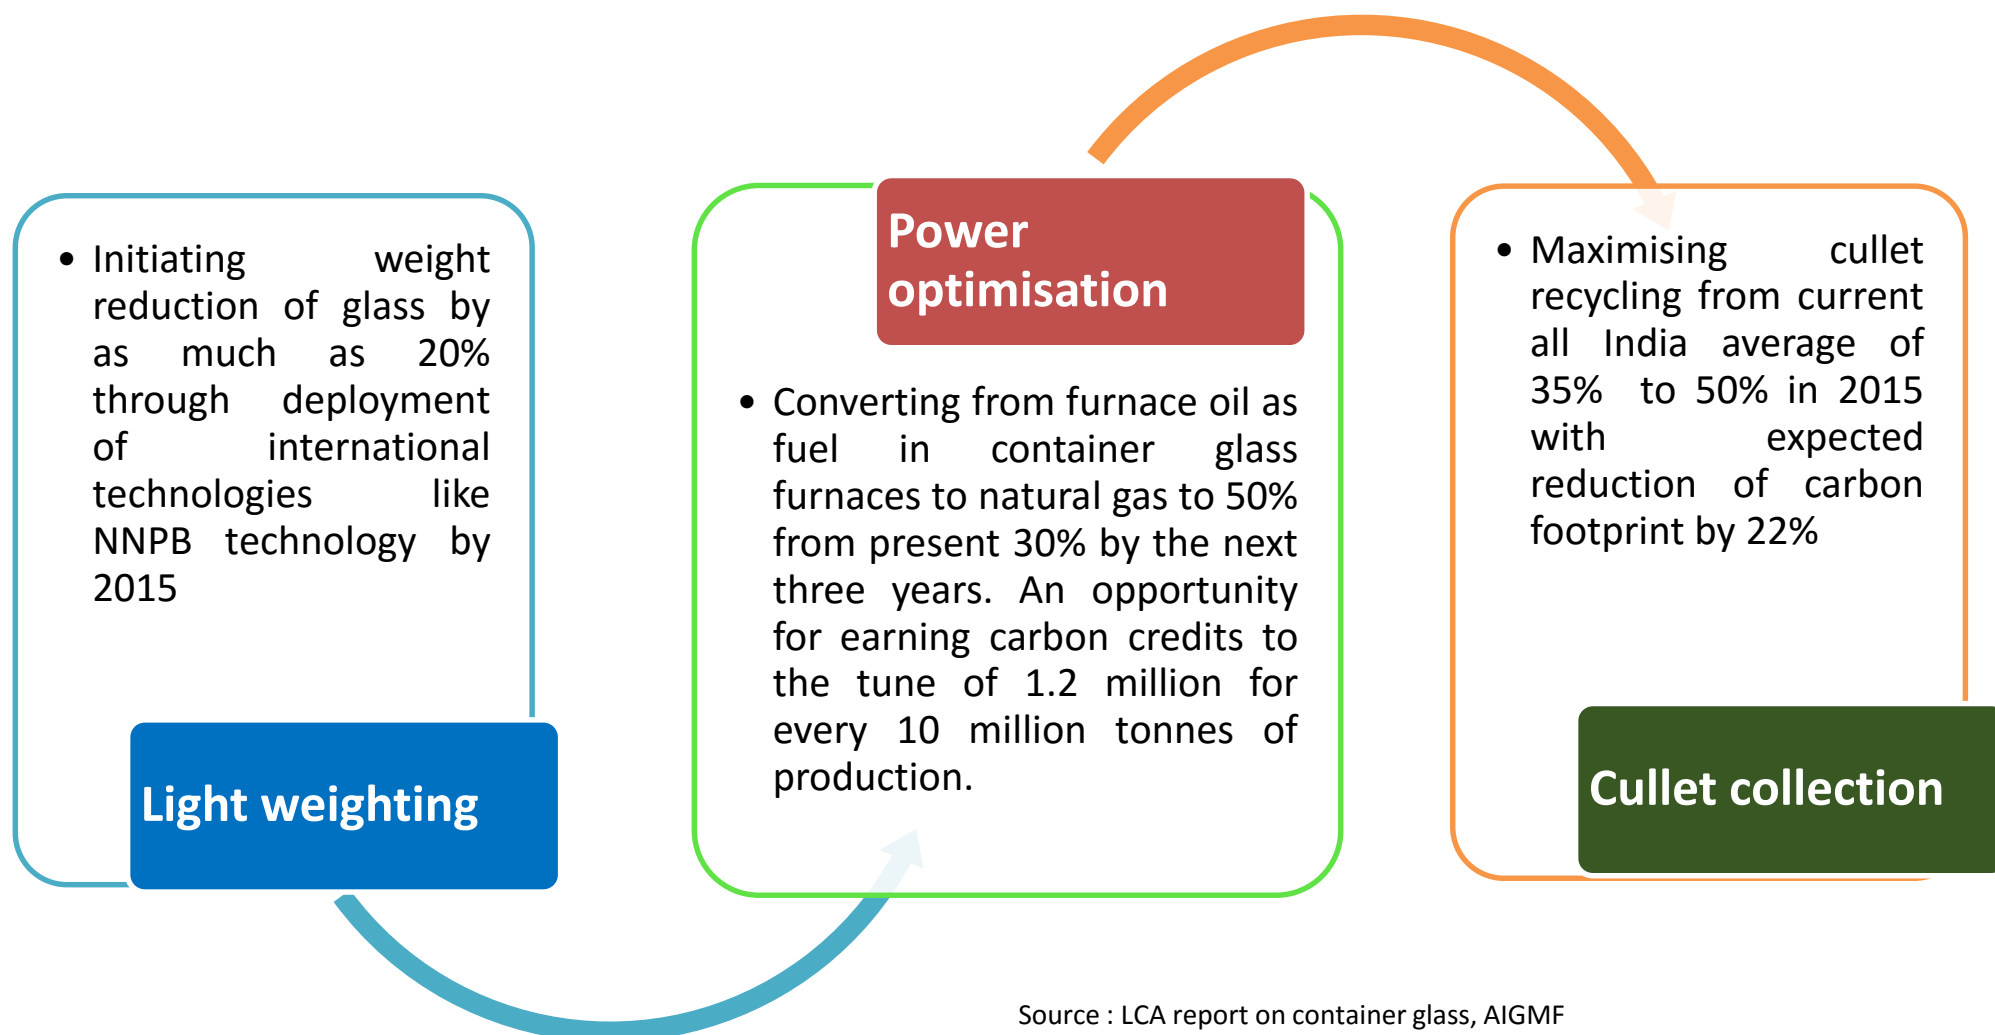 • Initiating weight
reduction of glass by
as much as 20%
through deployment
of international
technologies like
NNPB technology by
2015
Light weighting
Power
optimisation
• Converting from furnace oil as
fuel in container glass
furnaces to natural gas to 50%
from present 30% by the next
three years. An opportunity
for earning carbon credits to
the tune of 1.2 million for
every 10 million tonnes of
production.
• Maximising cullet
recycling from current
all India average of
35% to 50% in 2015
with expected
reduction of carbon
footprint by 22%
Cullet collection
Source : LCA report on container glass, AIGMF